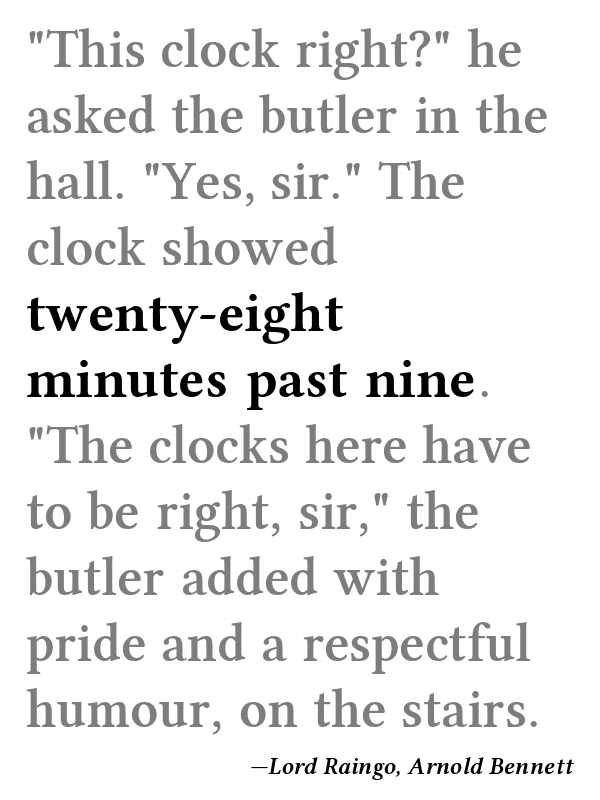 "This clock right?" he
asked the butler in the
hall. "Yes, sir." The
clock showed
twenty-eight
minutes past nine.
"The clocks here have
to be right, sir," the
butler added with
pride and a respectful
humour, on the stairs.
—Lord Raingo, Arnold Bennett